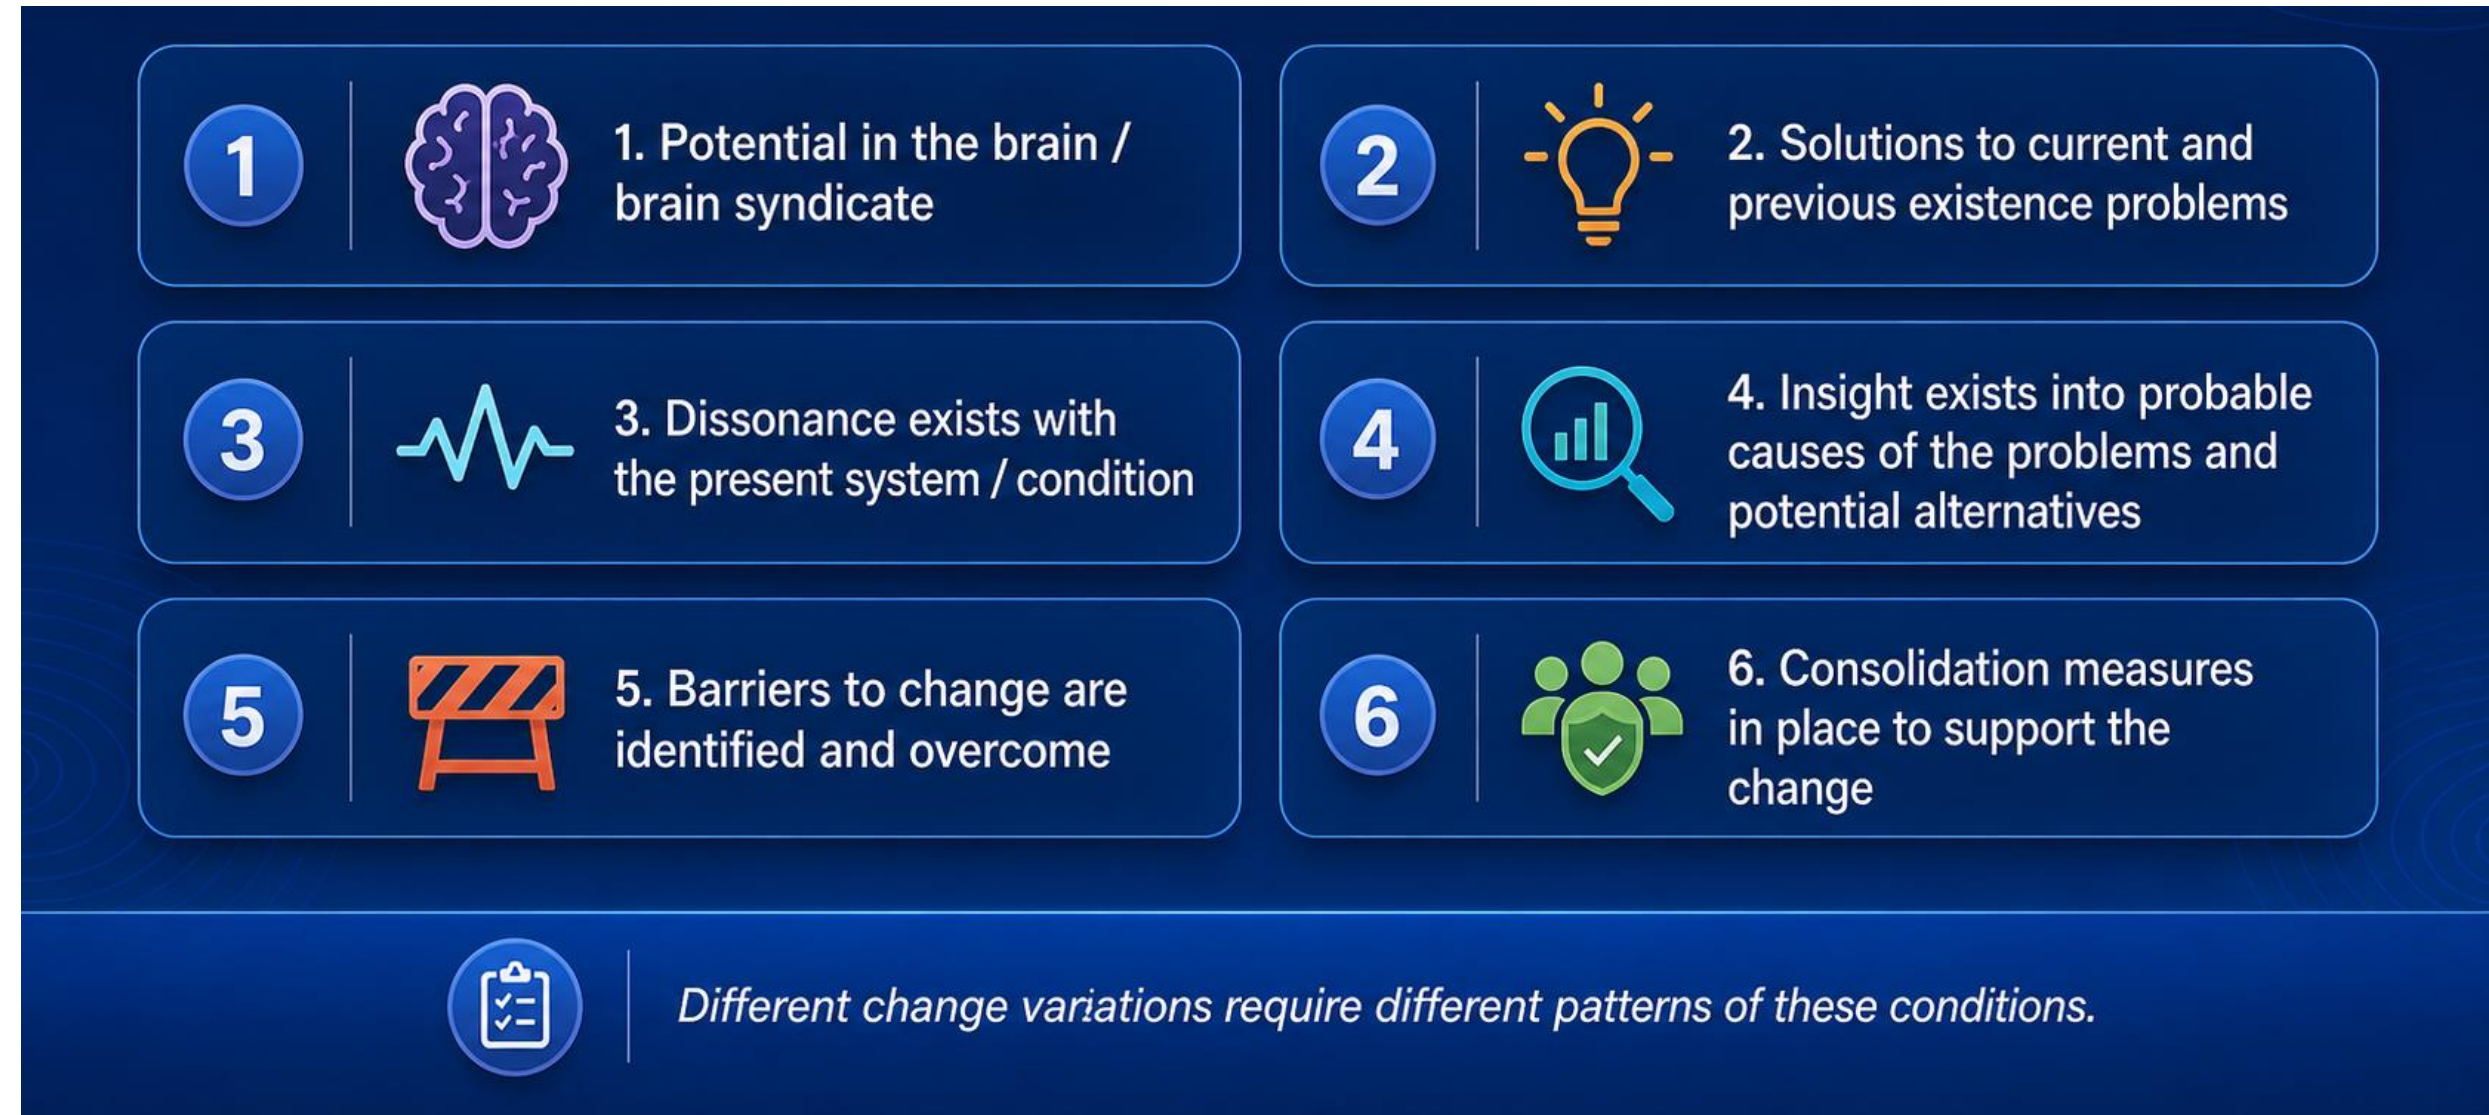 1
1. Potential in the brain /
brain syndicate
2
2. Solutions to current and
previous existence problems
3
3. Dissonance exists with
the present system / condition
4
4. Insight exists into probable
causes of the problems and
potential alternatives
5
5. Barriers to change are
identified and overcome
6
6. Consolidation measures
in place to support the
change
Different change variations require different patterns of these conditions.